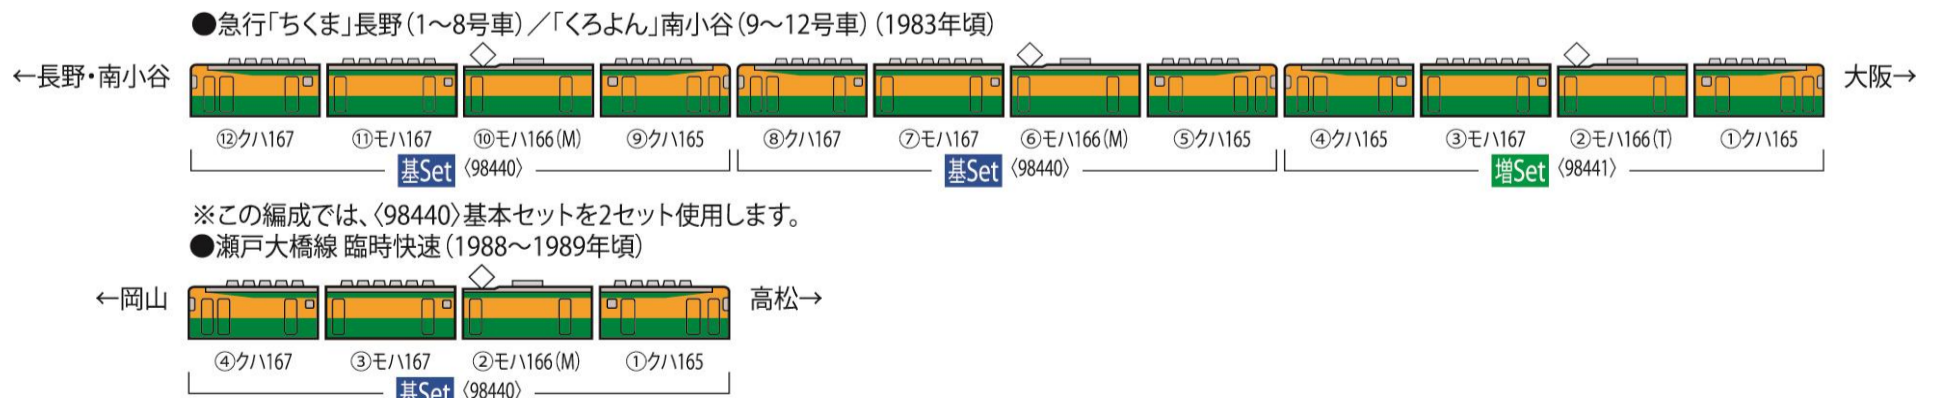 ●急行「ちくま」長野（1～8号車）／「くろよん」南小谷（9～12号車）（1983年頃）
←長野・南小谷
大阪→
⑫クハ167 ⑪モハ167 ⑩モハ166(M) ⑨クハ165 ⑧クハ167 ⑦モハ167 ⑥モハ166(M) ⑤クハ165 ④クハ165 ③モハ167 ②モハ166(T) ①クハ165
基Set〈98440〉 基Set〈98440〉 増Set〈98441〉
※この編成では、〈98440〉基本セットを2セット使用します。
●瀬戸大橋線 臨時快速（1988～1989年頃）
←岡山
高松→
④クハ167 ③モハ167 ②モハ166(M) ①クハ165
基Set〈98440〉